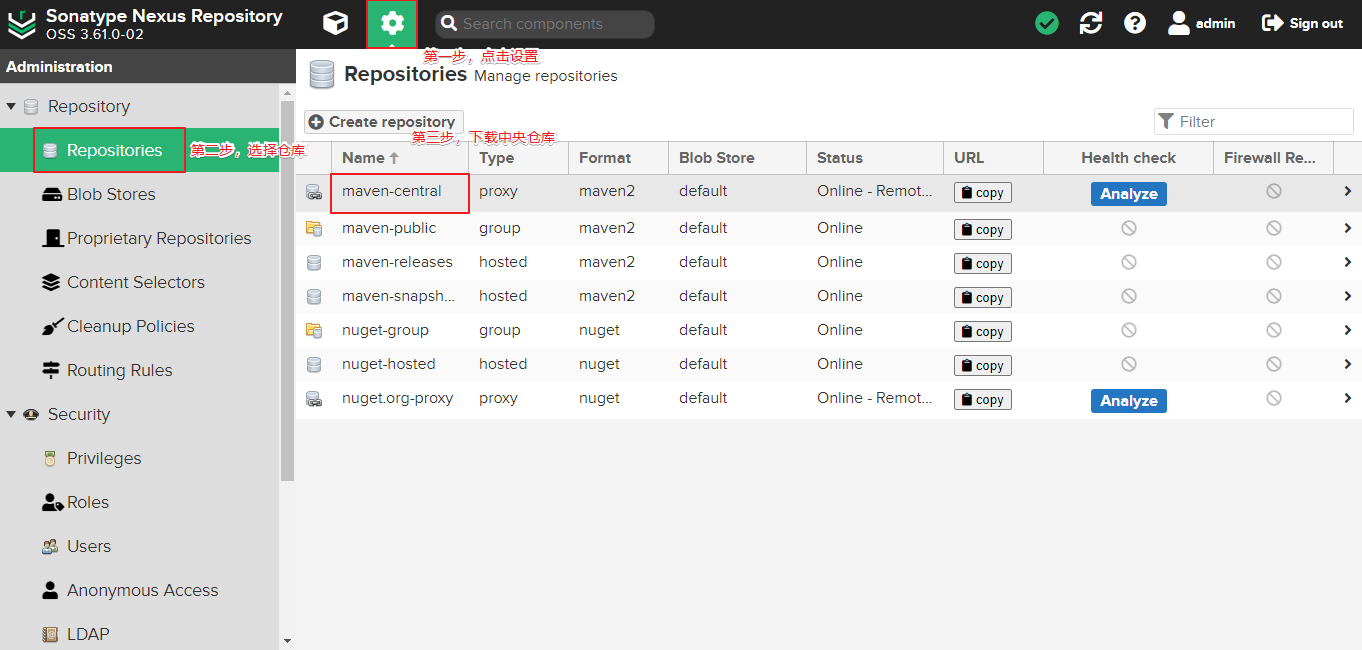 Sonatype Nexus Repository
OSS 3.61.0-02
Search components
admin
Sign out
第一步，点击设置
Administration
Repositories Manage repositories
Repository
Create repository
Filter
第三步，下载中央仓库
Repositories
第二步，选择仓库
Name Type Format Blob Store Status URL Health check Firewall Re...
maven-central proxy maven2 default Online - Remot... copy Analyze
Blob Stores
maven-public group maven2 default Online copy
Proprietary Repositories
maven-releases hosted maven2 default Online copy
Content Selectors
maven-snapsh... hosted maven2 default Online copy
Cleanup Policies
nuget-group group nuget default Online copy
Routing Rules
nuget-hosted hosted nuget default Online copy
nuget.org-proxy proxy nuget default Online - Remot... copy Analyze
Security
Privileges
Roles
Users
Anonymous Access
LDAP